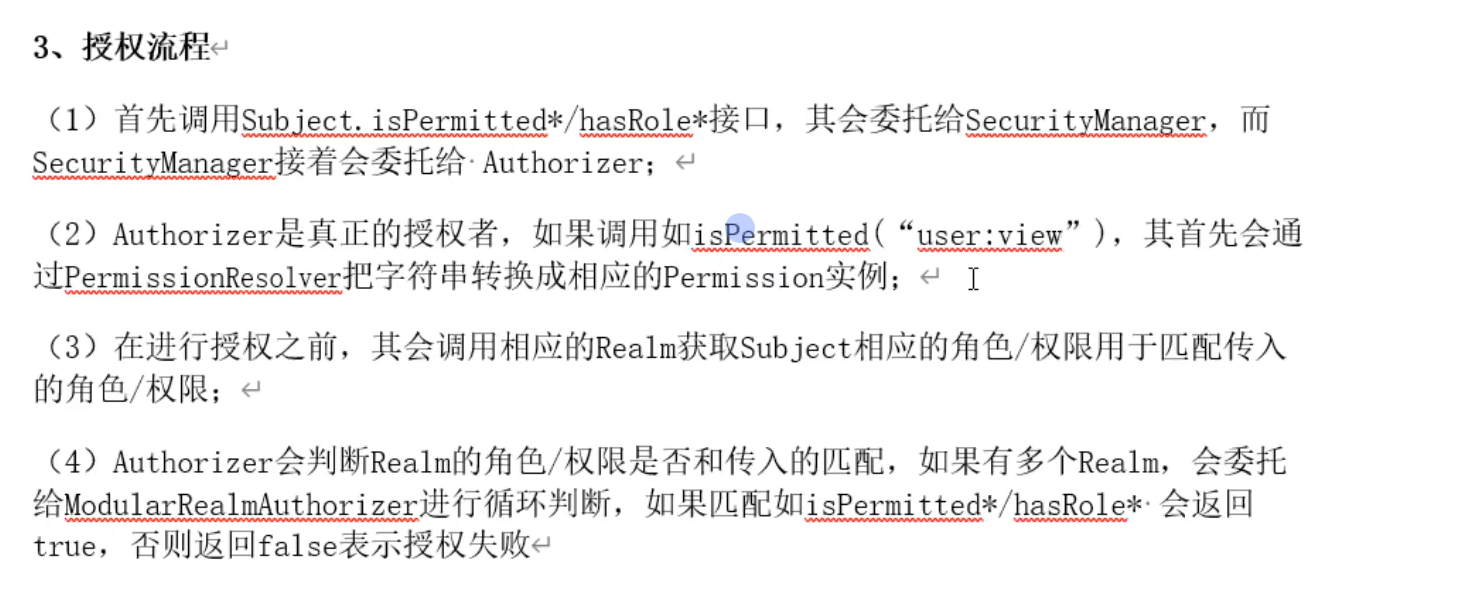 3、授权流程
（1）首先调用Subject.isPermitted*/hasRole*接口，其会委托给SecurityManager，而
SecurityManager接着会委托给 Authorizer；
（2）Authorizer是真正的授权者，如果调用如isPermitted(“user:view”)，其首先会通
过PermissionResolver把字符串转换成相应的Permission实例；
（3）在进行授权之前，其会调用相应的Realm获取Subject相应的角色/权限用于匹配传入
的角色/权限；
（4）Authorizer会判断Realm的角色/权限是否和传入的匹配，如果有多个Realm，会委托
给ModularRealmAuthorizer进行循环判断，如果匹配如isPermitted*/hasRole* 会返回
true，否则返回false表示授权失败